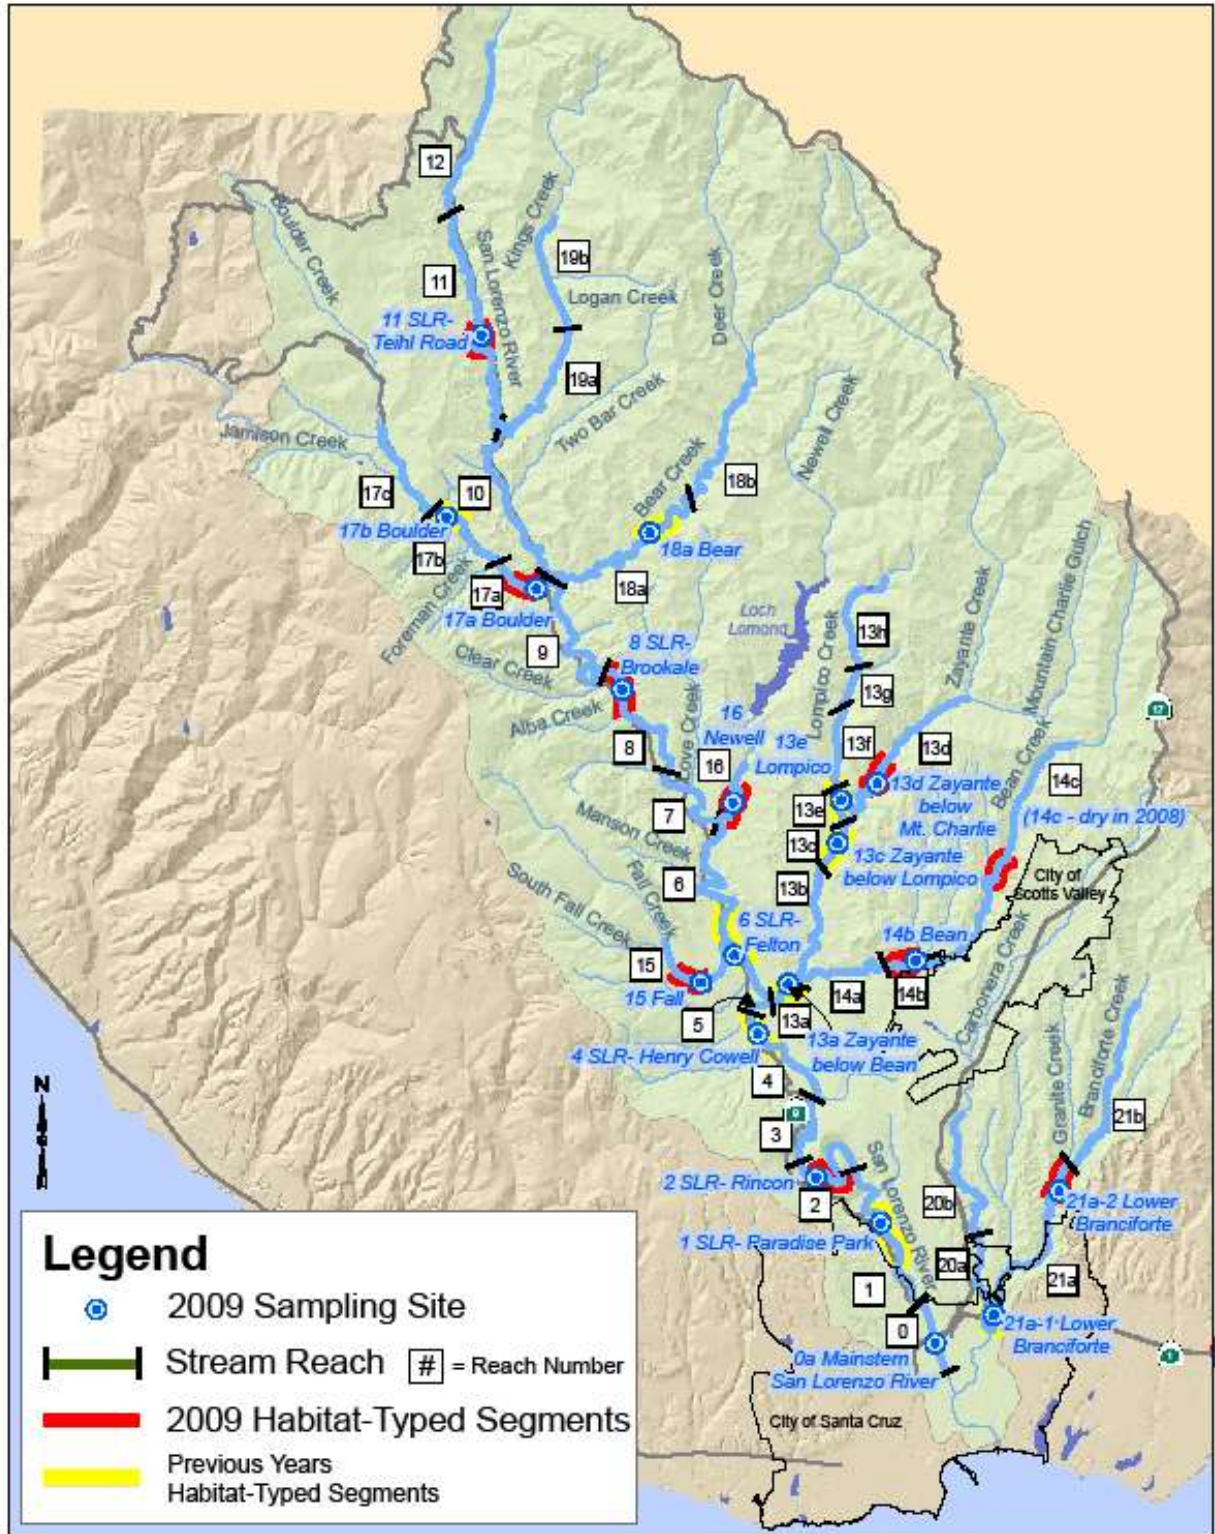 12
Boulder Creek
Kings Creek
San Lorenzo River
19b
11
Logan Creek
Deer Creek
11 SLR-
Teihl Road
19a
Two Bar Creek
Newell Creek
Jamison Creek
Bear Creek
18b
17c
10
17b Boulder
18a Bear
17b
Foreman Creek
17a
18a
17a Boulder
Loch
Lomond
Lompico Creek
13h
Zayante Creek
Mountain Charlie Gulch
9
8 SLR-
Brookale
Clear Creek
13g
17
Alba Creek
Love Creek
16
Newell
13e
Lompico
13f
13d
Bean Creek
8
16
13d Zayante
below
Mt. Charlie
14c
(14c - dry in 2008)
13e
7
Manson Creek
13c
13c Zayante
below Lompico
City of
Scotts Valley
6
13b
Fall Creek
South Fall Creek
6 SLR-
Felton
14b Bean
Carbonera Creek
15
15 Fall
14a
14b
5
13a
13a Zayante
below Bean
Granite Creek
Branciforte Creek
4 SLR- Henry Cowell
4
9
3
21b
San Lorenzo River
2 SLR- Rincon
2
20b
21a-2 Lower
Branciforte
1 SLR- Paradise Park
20a
21a
1
0
21a-1 Lower
Branciforte
1
0a Mainstem
San Lorenzo River
City of Santa Cruz
N
Legend
2009 Sampling Site
Stream Reach # = Reach Number
2009 Habitat-Typed Segments
Previous Years
Habitat-Typed Segments